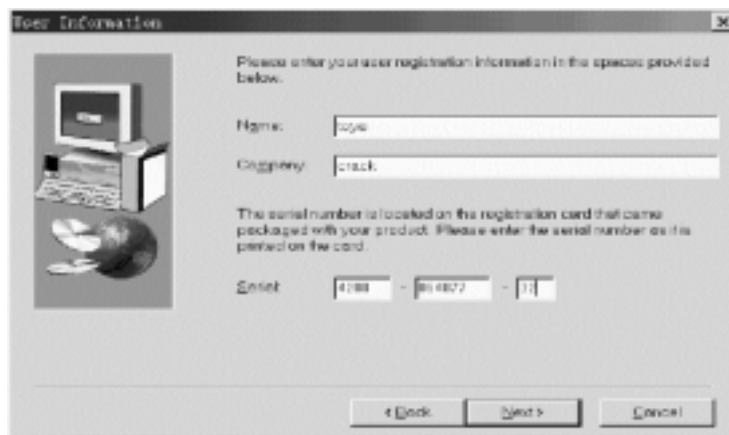 User Information
Please enter your user registration information in the spaces provided
below.
Name:
Company: crack
The serial number is located on the registration card that came
packaged with your product. Please enter the serial number as it is
printed on the card.
Serial: - -
< Back Next > Cancel